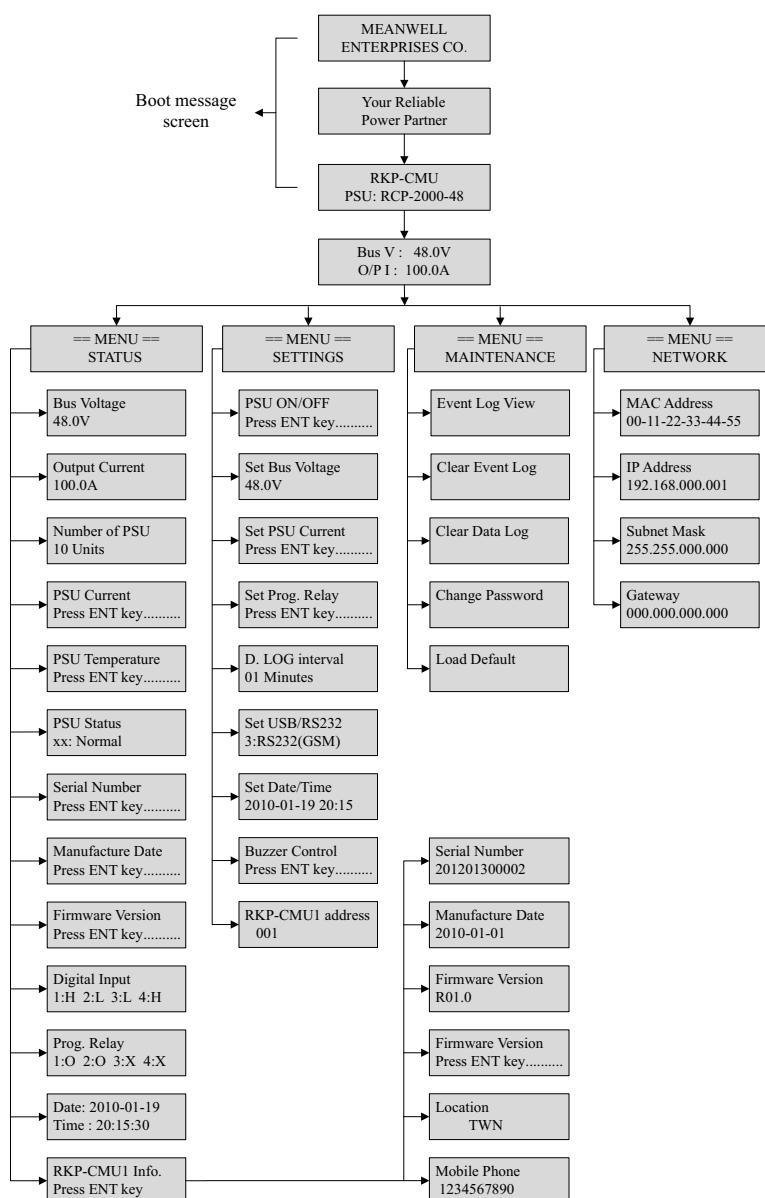 MEANWELL
ENTERPRISES CO.
Boot message
screen
Your Reliable
Power Partner
RKP-CMU
PSU: RCP-2000-48
Bus V : 48.0V
O/P I : 100.0A
== MENU ==
STATUS
Bus Voltage
48.0V
Output Current
100.0A
Number of PSU
10 Units
PSU Current
Press ENT key..........
PSU Temperature
Press ENT key..........
PSU Status
xx: Normal
Serial Number
Press ENT key..........
Manufacture Date
Press ENT key..........
Firmware Version
Press ENT key..........
Digital Input
1:H 2:L 3:L 4:H
Prog. Relay
1:O 2:O 3:X 4:X
Date: 2010-01-19
Time : 20:15:30
RKP-CMU1 Info.
Press ENT key
== MENU ==
SETTINGS
PSU ON/OFF
Press ENT key..........
Set Bus Voltage
48.0V
Set PSU Current
Press ENT key..........
Set Prog. Relay
Press ENT key..........
D. LOG interval
01 Minutes
Set USB/RS232
3:RS232(GSM)
Set Date/Time
2010-01-19 20:15
Buzzer Control
Press ENT key..........
RKP-CMU1 address
001
== MENU ==
MAINTENANCE
Event Log View
Clear Event Log
Clear Data Log
Change Password
Load Default
== MENU ==
NETWORK
MAC Address
00-11-22-33-44-55
IP Address
192.168.000.001
Subnet Mask
255.255.000.000
Gateway
000.000.000.000
Serial Number
201201300002
Manufacture Date
2010-01-01
Firmware Version
R01.0
Firmware Version
Press ENT key..........
Location
TWN
Mobile Phone
1234567890